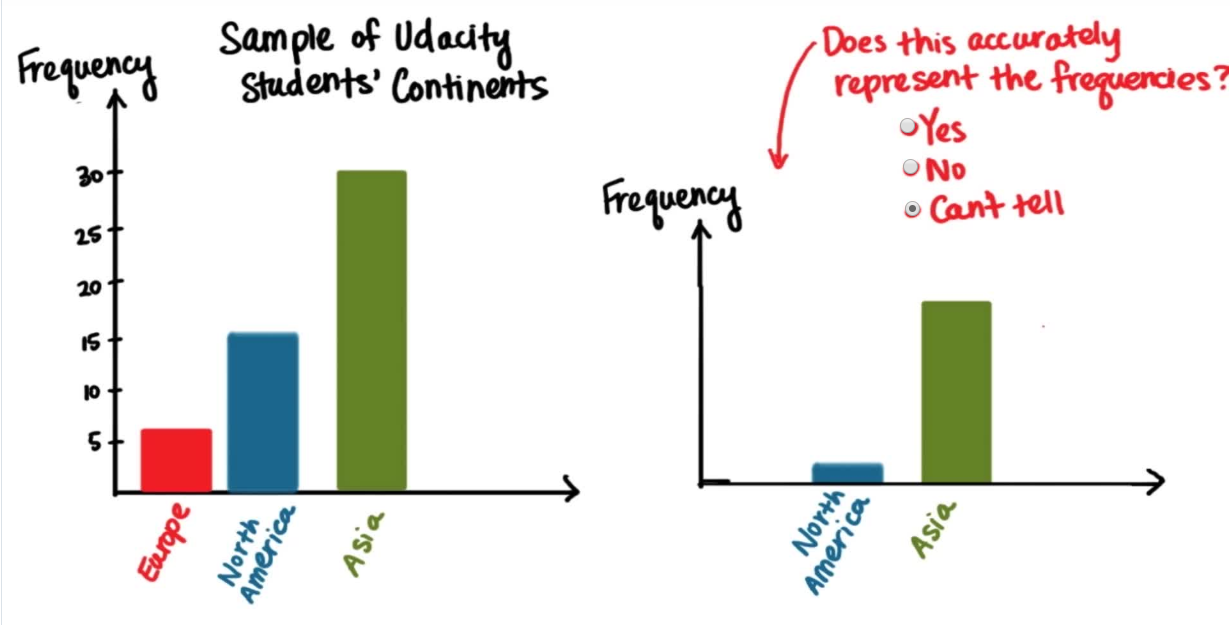 Sample of Udacity
Students' Continents
Frequency
30
25
20
15
10
5
Europe
North
America
Asia
Does this accurately
represent the frequencies?
Yes
No
Can't tell
Frequency
North
America
Asia